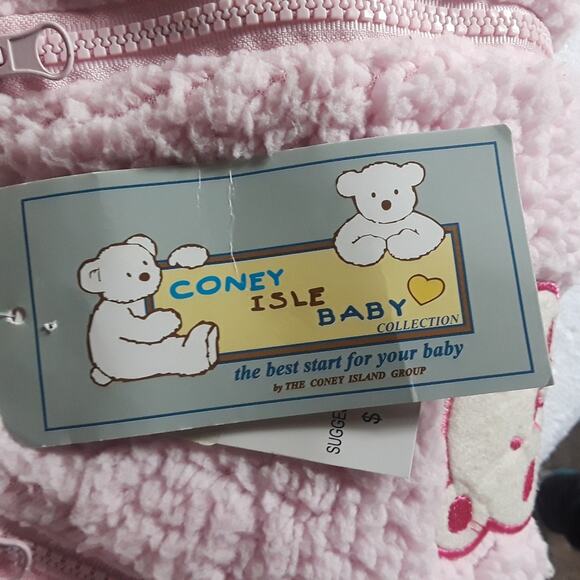 CONEY
ISLE
BABY
COLLECTION
the best start for your baby
by THE CONEY ISLAND GROUP
$